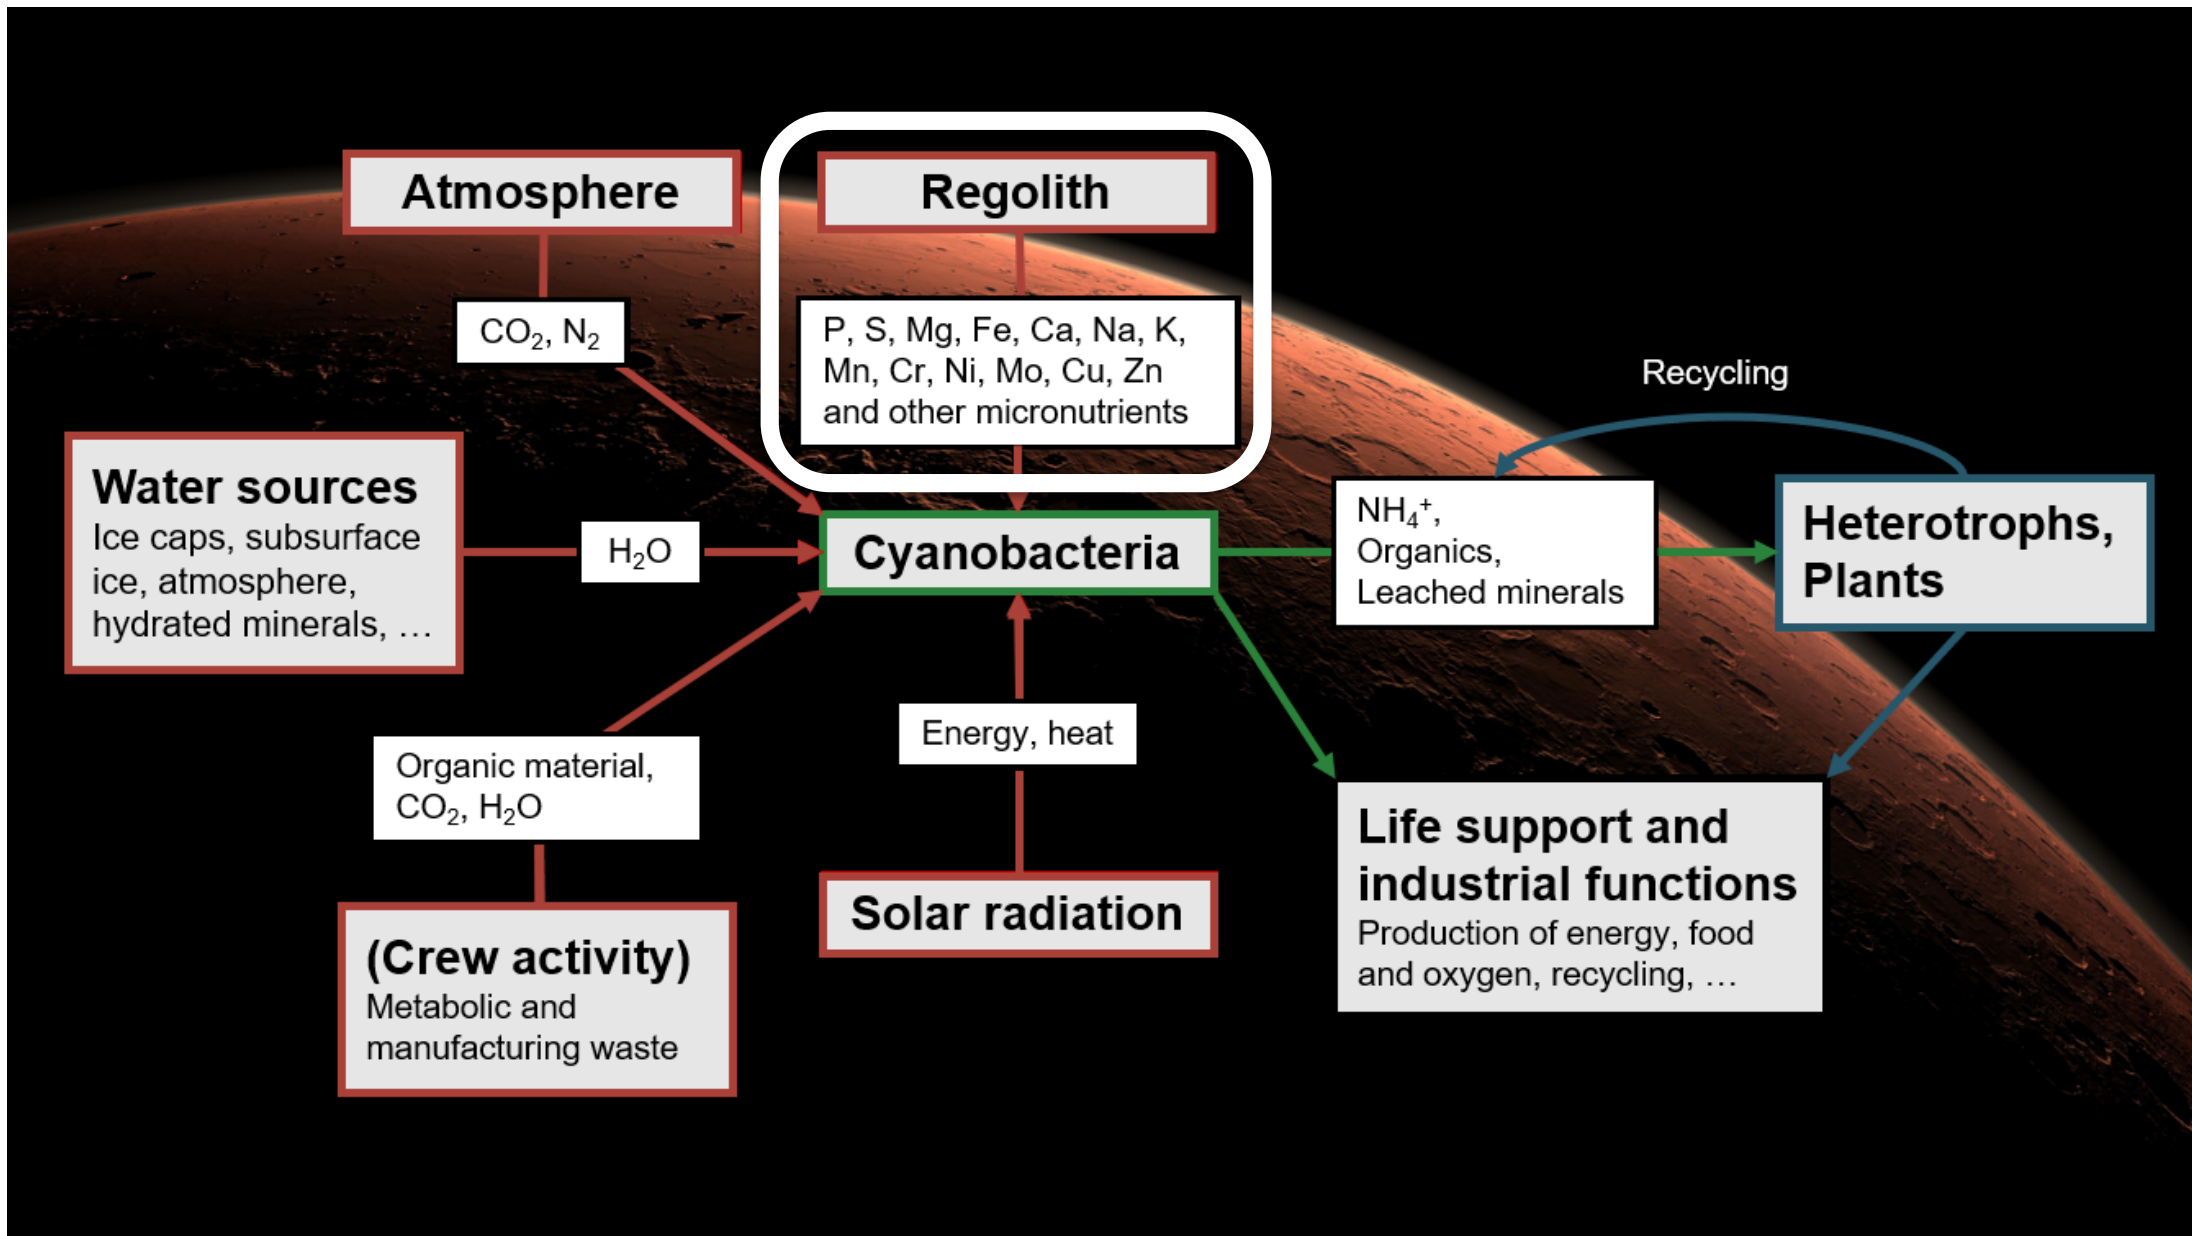 Atmosphere
Regolith
CO₂, N₂
P, S, Mg, Fe, Ca, Na, K,
Mn, Cr, Ni, Mo, Cu, Zn
and other micronutrients
Recycling
Water sources
Ice caps, subsurface
ice, atmosphere,
hydrated minerals, …
H₂O
Cyanobacteria
NH₄⁺,
Organics,
Leached minerals
Heterotrophs,
Plants
Organic material,
CO₂, H₂O
Energy, heat
(Crew activity)
Metabolic and
manufacturing waste
Solar radiation
Life support and
industrial functions
Production of energy, food
and oxygen, recycling, …